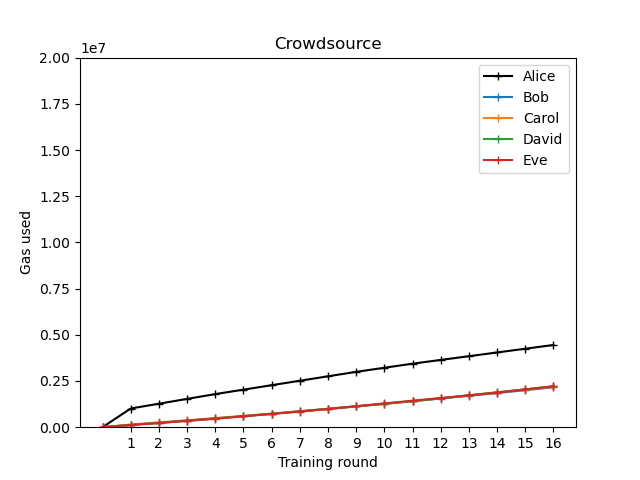 Crowdsource
1e7
2.00
1.75
1.50
1.25
1.00
0.75
0.50
0.25
0.00
Gas used
Alice
Bob
Carol
David
Eve
1 2 3 4 5 6 7 8 9 10 11 12 13 14 15 16
Training round